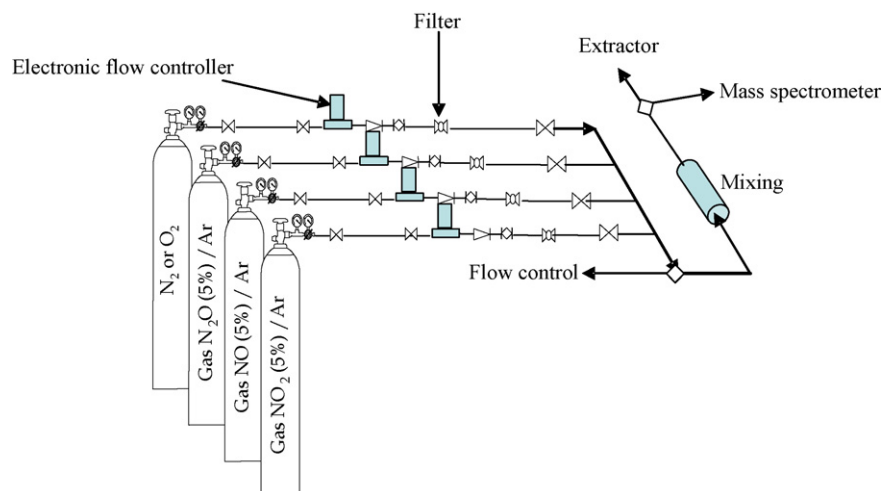 Filter
Extractor
Electronic flow controller
Mass spectrometer
Mixing
Flow control
N₂ or O₂
Gas N₂O (5%) / Ar
Gas NO (5%) / Ar
Gas NO₂ (5%) / Ar